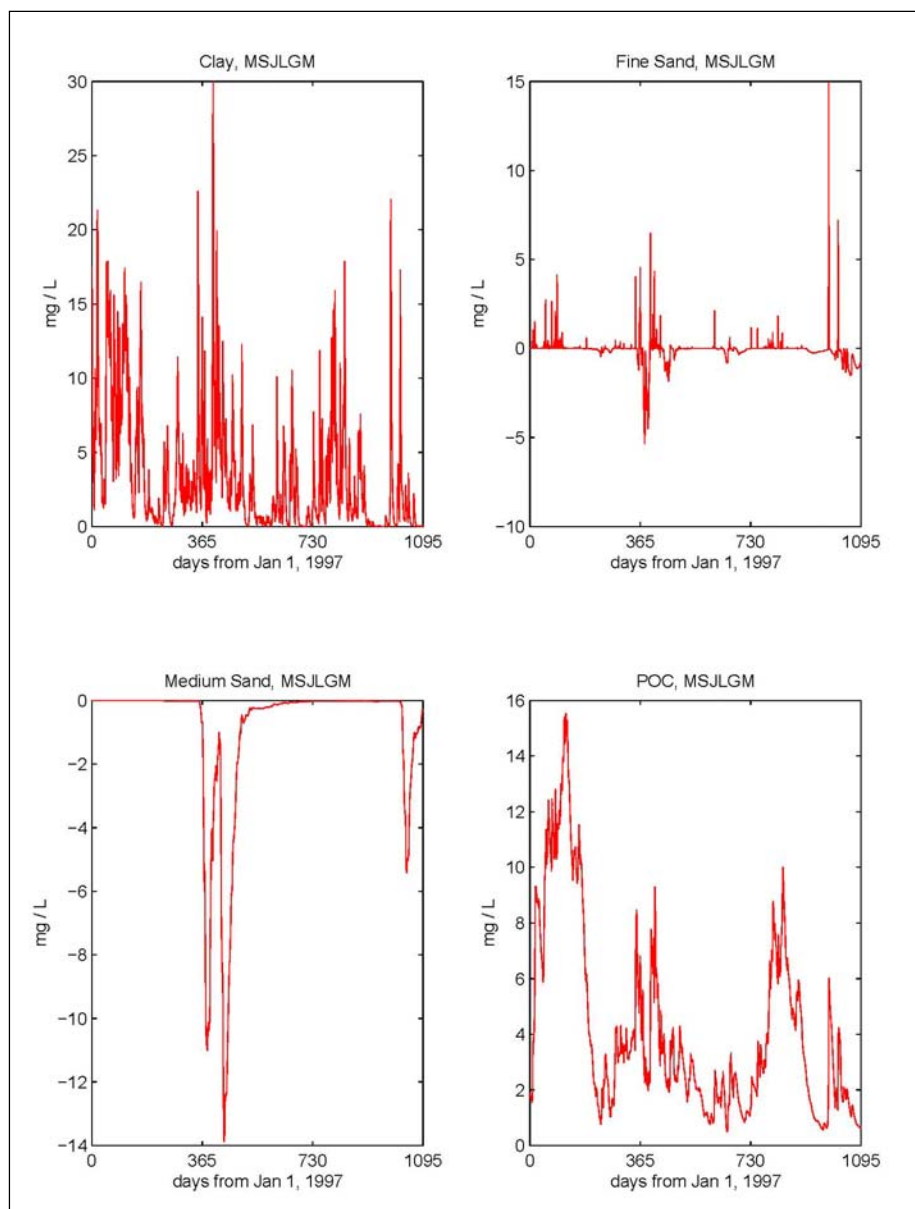 Clay, MSJLGM
30
25
20
15
10
5
0
mg / L
0 365 730 1095
days from Jan 1, 1997
Fine Sand, MSJLGM
15
10
5
0
−5
−10
mg / L
0 365 730 1095
days from Jan 1, 1997
Medium Sand, MSJLGM
0
−2
−4
−6
−8
−10
−12
−14
mg / L
0 365 730 1095
days from Jan 1, 1997
POC, MSJLGM
16
14
12
10
8
6
4
2
0
mg / L
0 365 730 1095
days from Jan 1, 1997